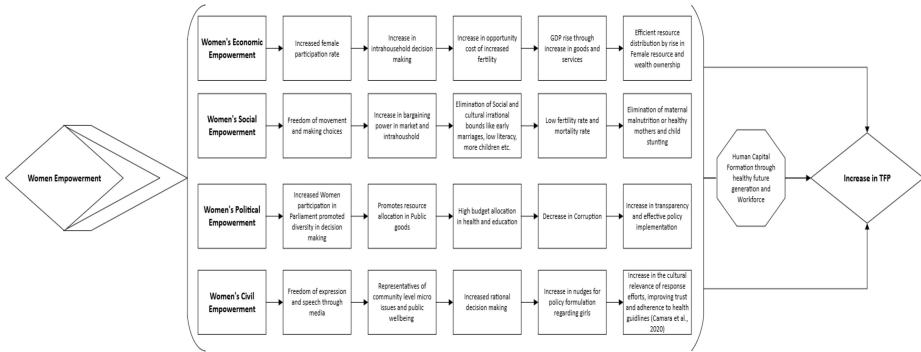 Women Empowerment
Women's Economic
Empowerment
Increased female
participation rate
Increase in
intrahousehold decision
making
Increase in opportunity
cost of increased
fertility
GDP rise through
increase in goods and
services
Efficient resource
distribution by rise in
Female resource and
wealth ownership
Women's Social
Empowerment
Freedom of movement
and making choices
Increase in bargaining
power in market and
intrahoushold
Elimination of Social and
cultural irrational
bounds like early
marriages, low literacy,
more children etc.
Low fertility rate and
mortality rate
Elimination of maternal
malnutrition or healthy
mothers and child
stunting
Women's Political
Empowerment
Increased Women
participation in
Parliament promoted
diversity in decision
making
Promotes resource
allocation in Public
goods
High budget allocation
in health and education
Decrease in Corruption
Increase in transparency
and effective policy
implementation
Women's Civil
Empowerment
Freedom of expression
and speech through
media
Representatives of
community level micro
issues and public
wellbeing
Increased rational
decision making
Increase in nudges for
policy formulation
regarding girls
Increase in the cultural
relevance of response
efforts, improving trust
and adherence to health
guidlines (Camara et al.,
2020)
Human Capital
Formation through
healthy future
generation and
Workforce
Increase in TFP